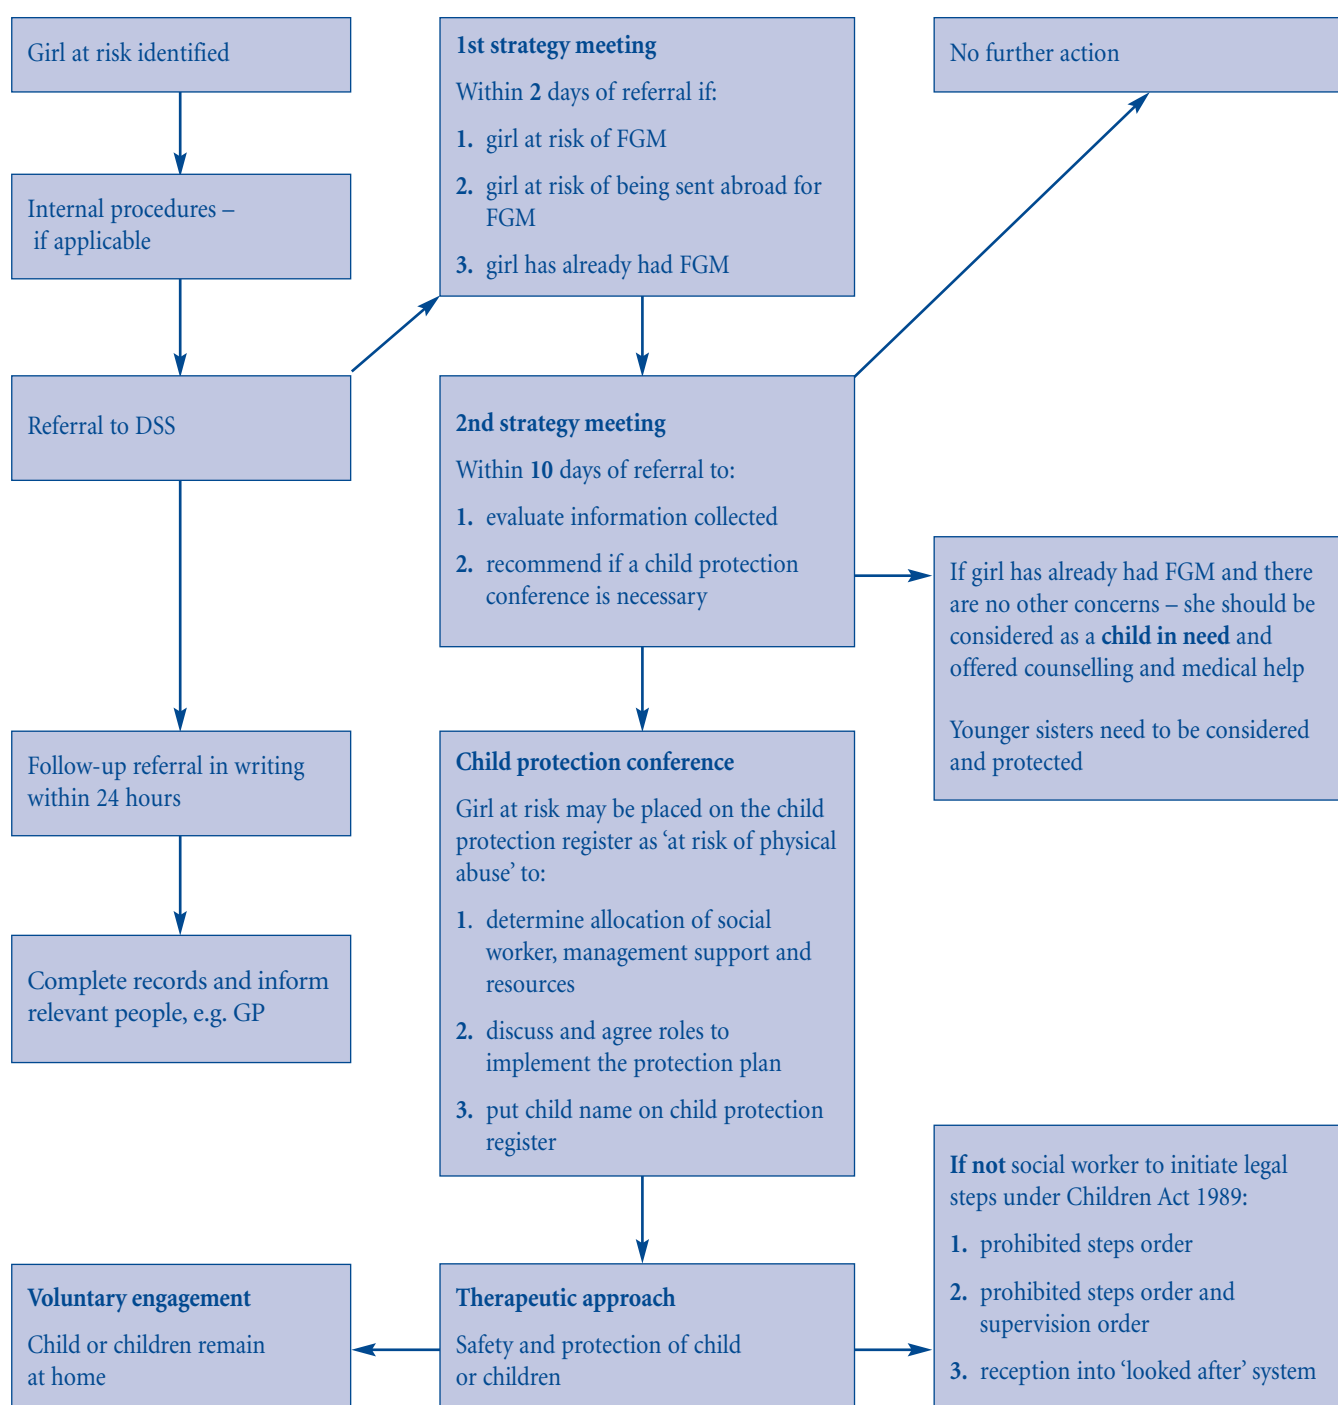 Girl at risk identified
Internal procedures –
if applicable
Referral to DSS
Follow-up referral in writing
within 24 hours
Complete records and inform
relevant people, e.g. GP
1st strategy meeting
Within 2 days of referral if:
1. girl at risk of FGM
2. girl at risk of being sent abroad for
FGM
3. girl has already had FGM
2nd strategy meeting
Within 10 days of referral to:
1. evaluate information collected
2. recommend if a child protection
conference is necessary
No further action
If girl has already had FGM and there
are no other concerns – she should be
considered as a child in need and
offered counselling and medical help
Younger sisters need to be considered
and protected
Child protection conference
Girl at risk may be placed on the child
protection register as ‘at risk of physical
abuse’ to:
1. determine allocation of social
worker, management support and
resources
2. discuss and agree roles to
implement the protection plan
3. put child name on child protection
register
Voluntary engagement
Child or children remain
at home
Therapeutic approach
Safety and protection of child
or children
If not social worker to initiate legal
steps under Children Act 1989:
1. prohibited steps order
2. prohibited steps order and
supervision order
3. reception into ‘looked after’ system